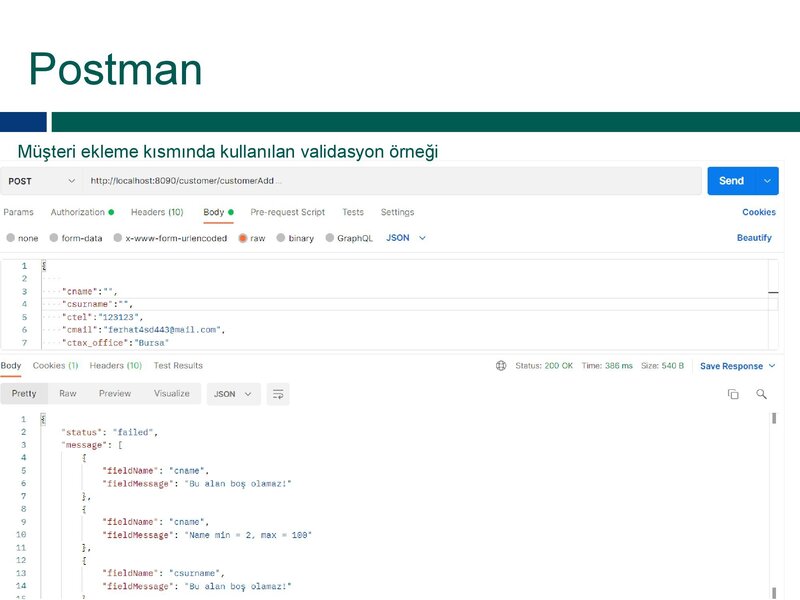 Postman
Müşteri ekleme kısmında kullanılan validasyon örneği
POST http://localhost:8090/customer/customerAdd ... Send
Params Authorization Headers (10) Body Pre-request Script Tests Settings Cookies
none form-data x-www-form-urlencoded raw binary GraphQL JSON Beautify
1 {
2
3 "cname":"",
4 "csurname":"",
5 "ctel":"123123",
6 "cmail":"ferhat4sd443@mail.com",
7 "ctax_office":"Bursa"
Body Cookies (1) Headers (10) Test Results Status: 200 OK Time: 386 ms Size: 540 B Save Response
Pretty Raw Preview Visualize JSON
1 {
2 "status": "failed",
3 "message": [
4 {
5 "fieldName": "cname",
6 "fieldMessage": "Bu alan boş olamaz!"
7 },
8 {
9 "fieldName": "cname",
10 "fieldMessage": "Name min = 2, max = 100"
11 },
12 {
13 "fieldName": "csurname",
14 "fieldMessage": "Bu alan boş olamaz!"